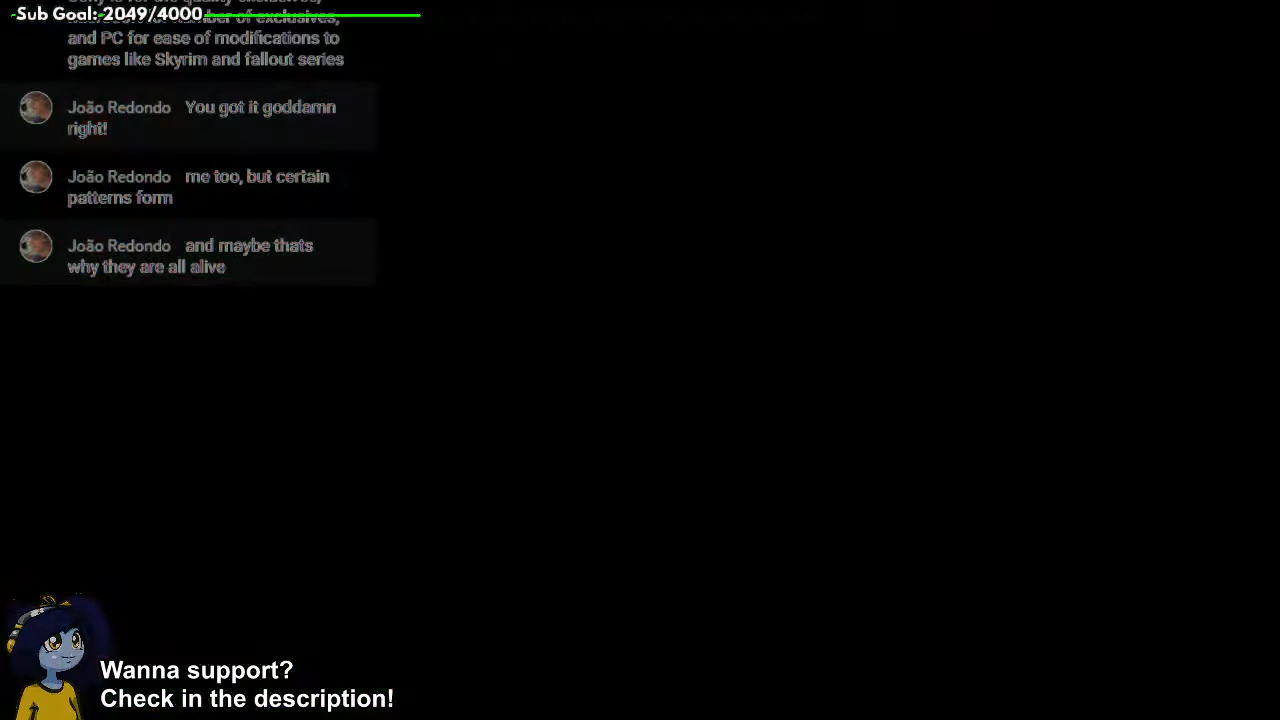 Sub Goal: 2049/4000
of exclusives,
and PC for ease of modifications to
games like Skyrim and fallout series
João Redondo You got it goddamn
right!
João Redondo me too, but certain
patterns form
João Redondo and maybe thats
why they are all alive
Wanna support?
Check in the description!